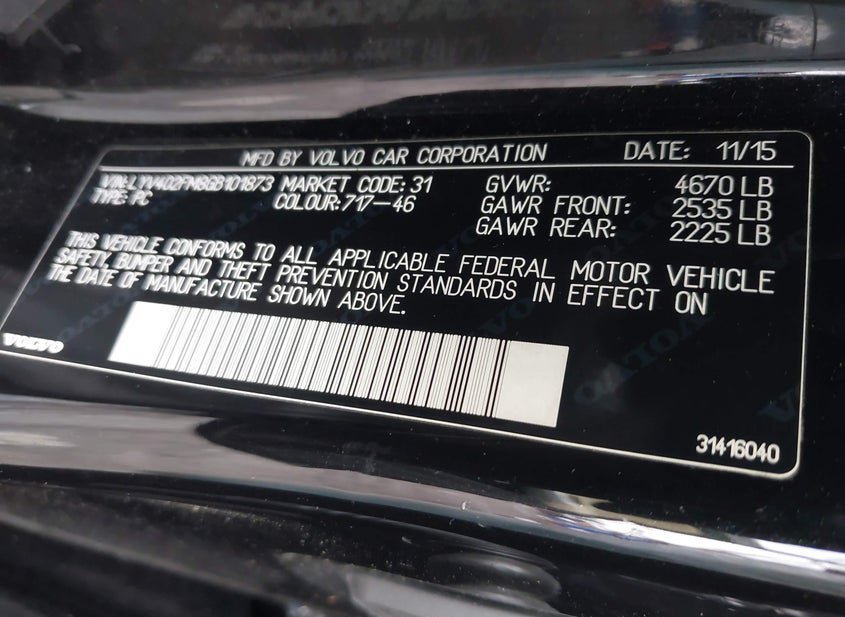 MFD BY VOLVO CAR CORPORATION DATE: 11/15
VIN-LYV402FM8GB101873 MARKET CODE: 31 GVWR: 4670 LB
TYPE: PC COLOUR: 717-46 GAWR FRONT: 2535 LB
GAWR REAR: 2225 LB
THIS VEHICLE CONFORMS TO ALL APPLICABLE FEDERAL MOTOR VEHICLE
SAFETY, BUMPER AND THEFT PREVENTION STANDARDS IN EFFECT ON
THE DATE OF MANUFACTURE SHOWN ABOVE.
VOLVO
31416040